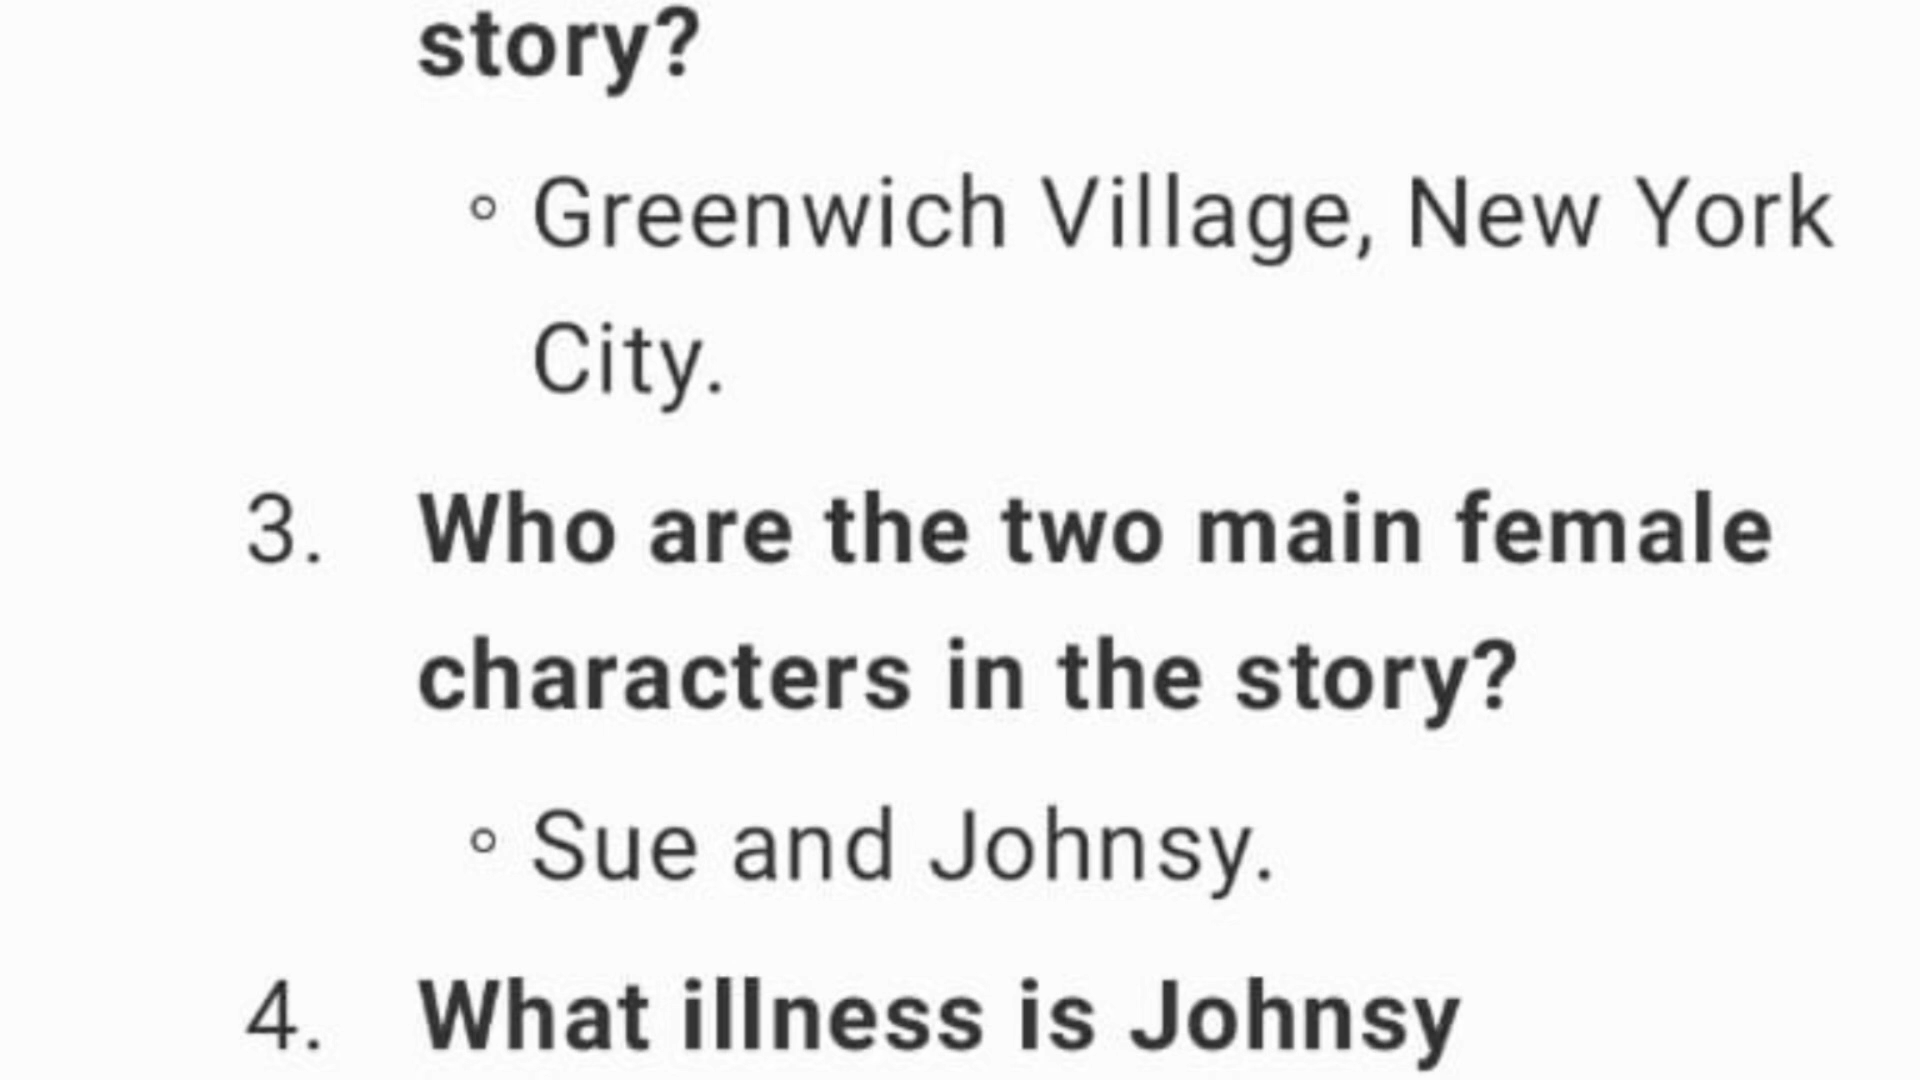 story?
◦ Greenwich Village, New York
City.
3. Who are the two main female
characters in the story?
◦ Sue and Johnsy.
4. What illness is Johnsy